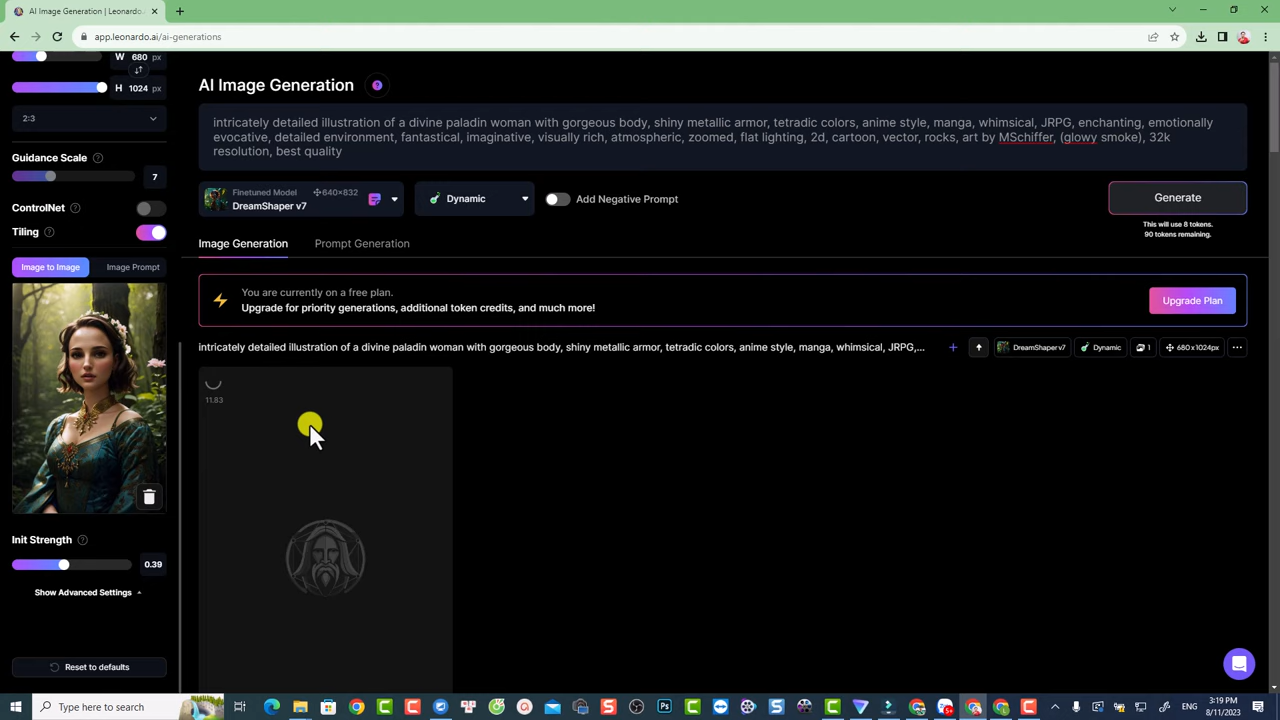 AI Image Generation | Leonardo.
app.leonardo.ai/ai-generations
W 680 px
H 1024 px
2:3
Guidance Scale
7
ControlNet
Tiling
Image to Image
Image Prompt
Init Strength
0.39
Show Advanced Settings
Reset to defaults
AI Image Generation
intricately detailed illustration of a divine paladin woman with gorgeous body, shiny metallic armor, tetradic colors, anime style, manga, whimsical, JRPG, enchanting, emotionally
evocative, detailed environment, fantastical, imaginative, visually rich, atmospheric, zoomed, flat lighting, 2d, cartoon, vector, rocks, art by MSchiffer, (glowy smoke), 32k
resolution, best quality
Finetuned Model 640×832
DreamShaper v7
Dynamic
Add Negative Prompt
Generate
This will use 8 tokens.
90 tokens remaining.
Image Generation
Prompt Generation
You are currently on a free plan.
Upgrade for priority generations, additional token credits, and much more!
Upgrade Plan
intricately detailed illustration of a divine paladin woman with gorgeous body, shiny metallic armor, tetradic colors, anime style, manga, whimsical, JRPG,...
DreamShaper v7
Dynamic
1
680 x 1024px
11.83
Type here to search
ENG
3:19 PM
8/11/2023